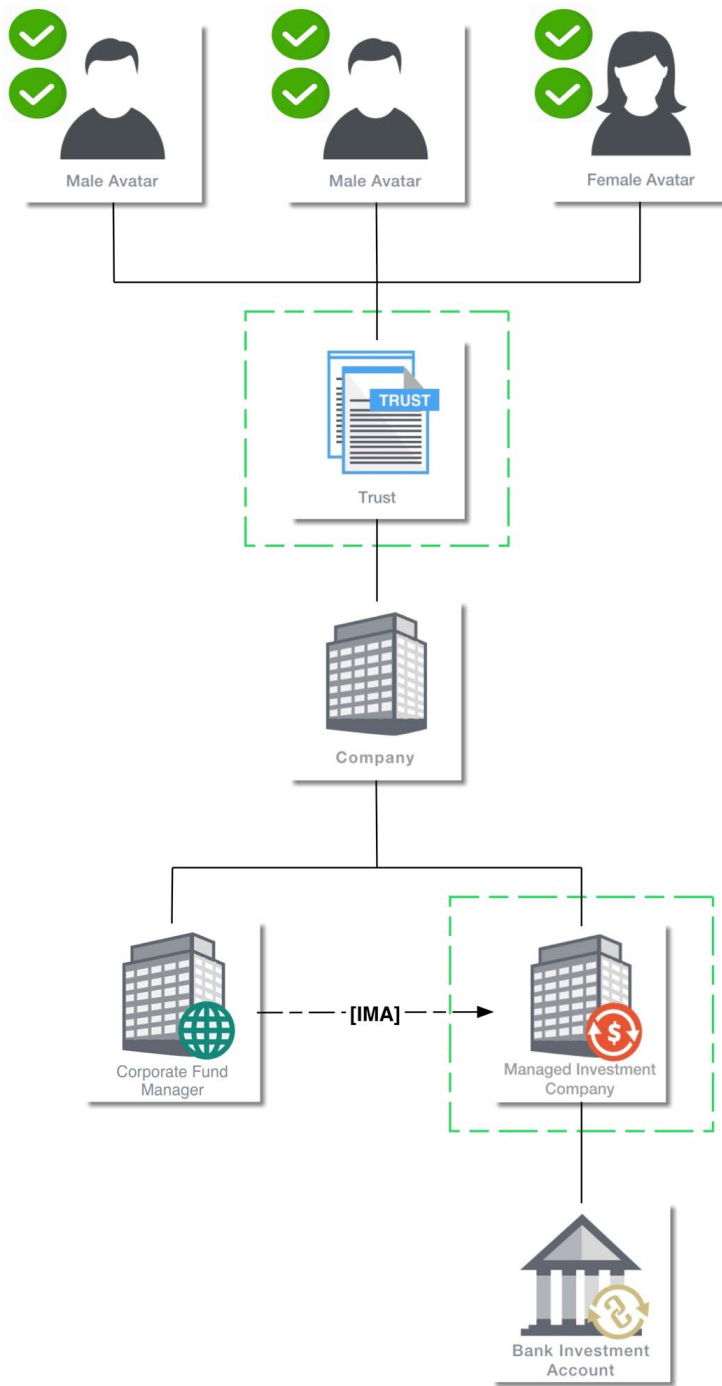 Male Avatar
Male Avatar
Female Avatar
TRUST
Trust
Company
[IMA]
Corporate Fund
Manager
Managed Investment
Company
Bank Investment
Account